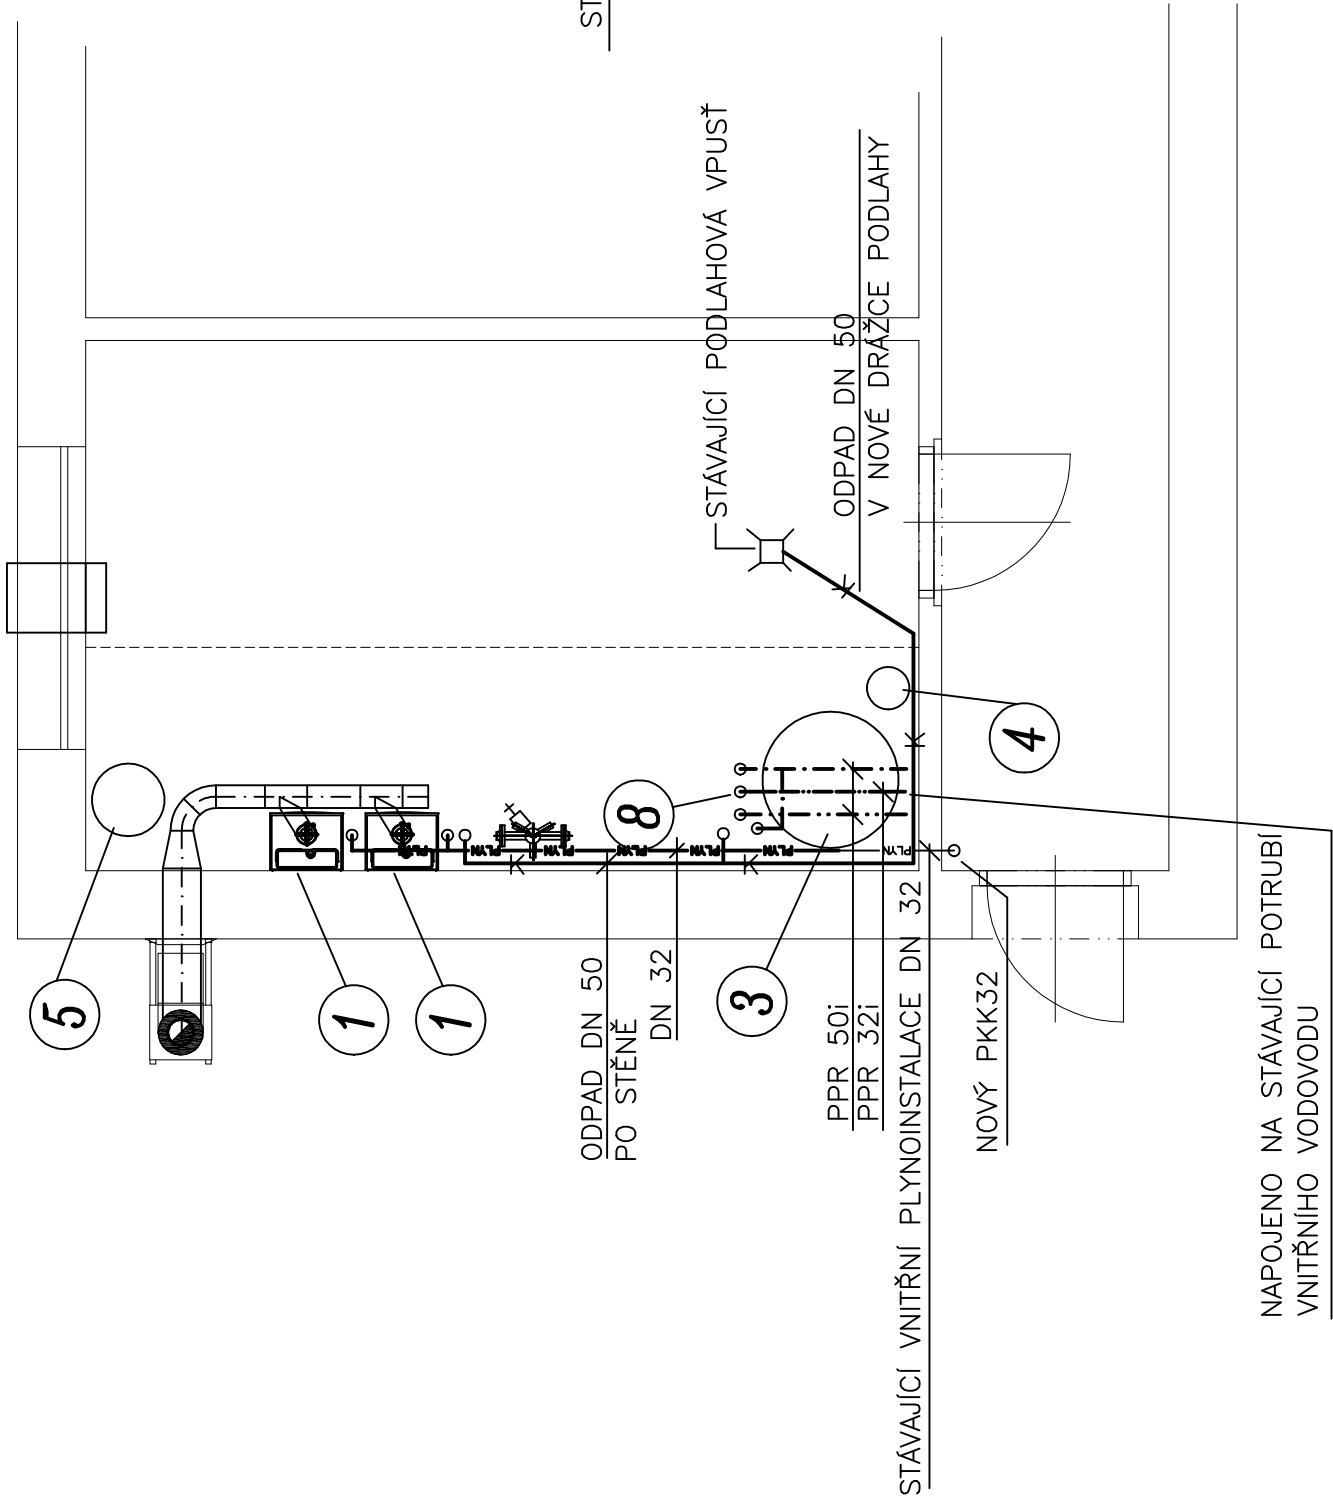 ST
STÁVAJÍCÍ PODLAHOVÁ VPUSŤ
ODPAD DN 50
V NOVÉ DRÁŽCE PODLAHY
5
1
1
8
3
4
PLYN
PLYN
PLYN
PLYN
PLYN
PLYN
PLYN
K
K
K
K
ODPAD DN 50
PO STĚNĚ
DN 32
PPR 50i
PPR 32i
STÁVAJÍCÍ VNITŘNÍ PLYNOINSTALACE DN 32
NOVÝ PKK32
NAPOJENO NA STÁVAJÍCÍ POTRUBÍ
VNITŘNÍHO VODOVODU